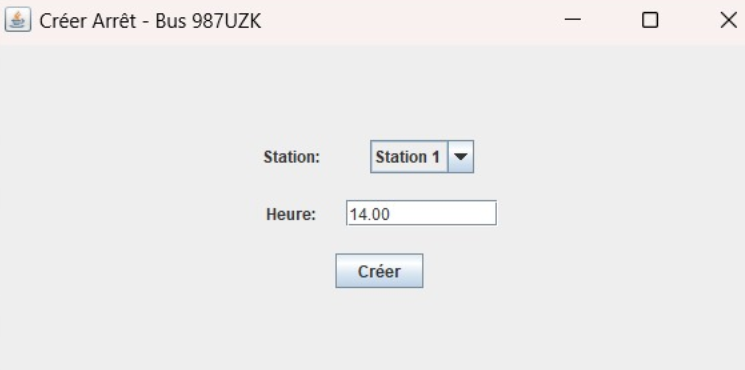 Créer Arrêt - Bus 987UZK
Station: Station 1
Heure: 14.00
Créer